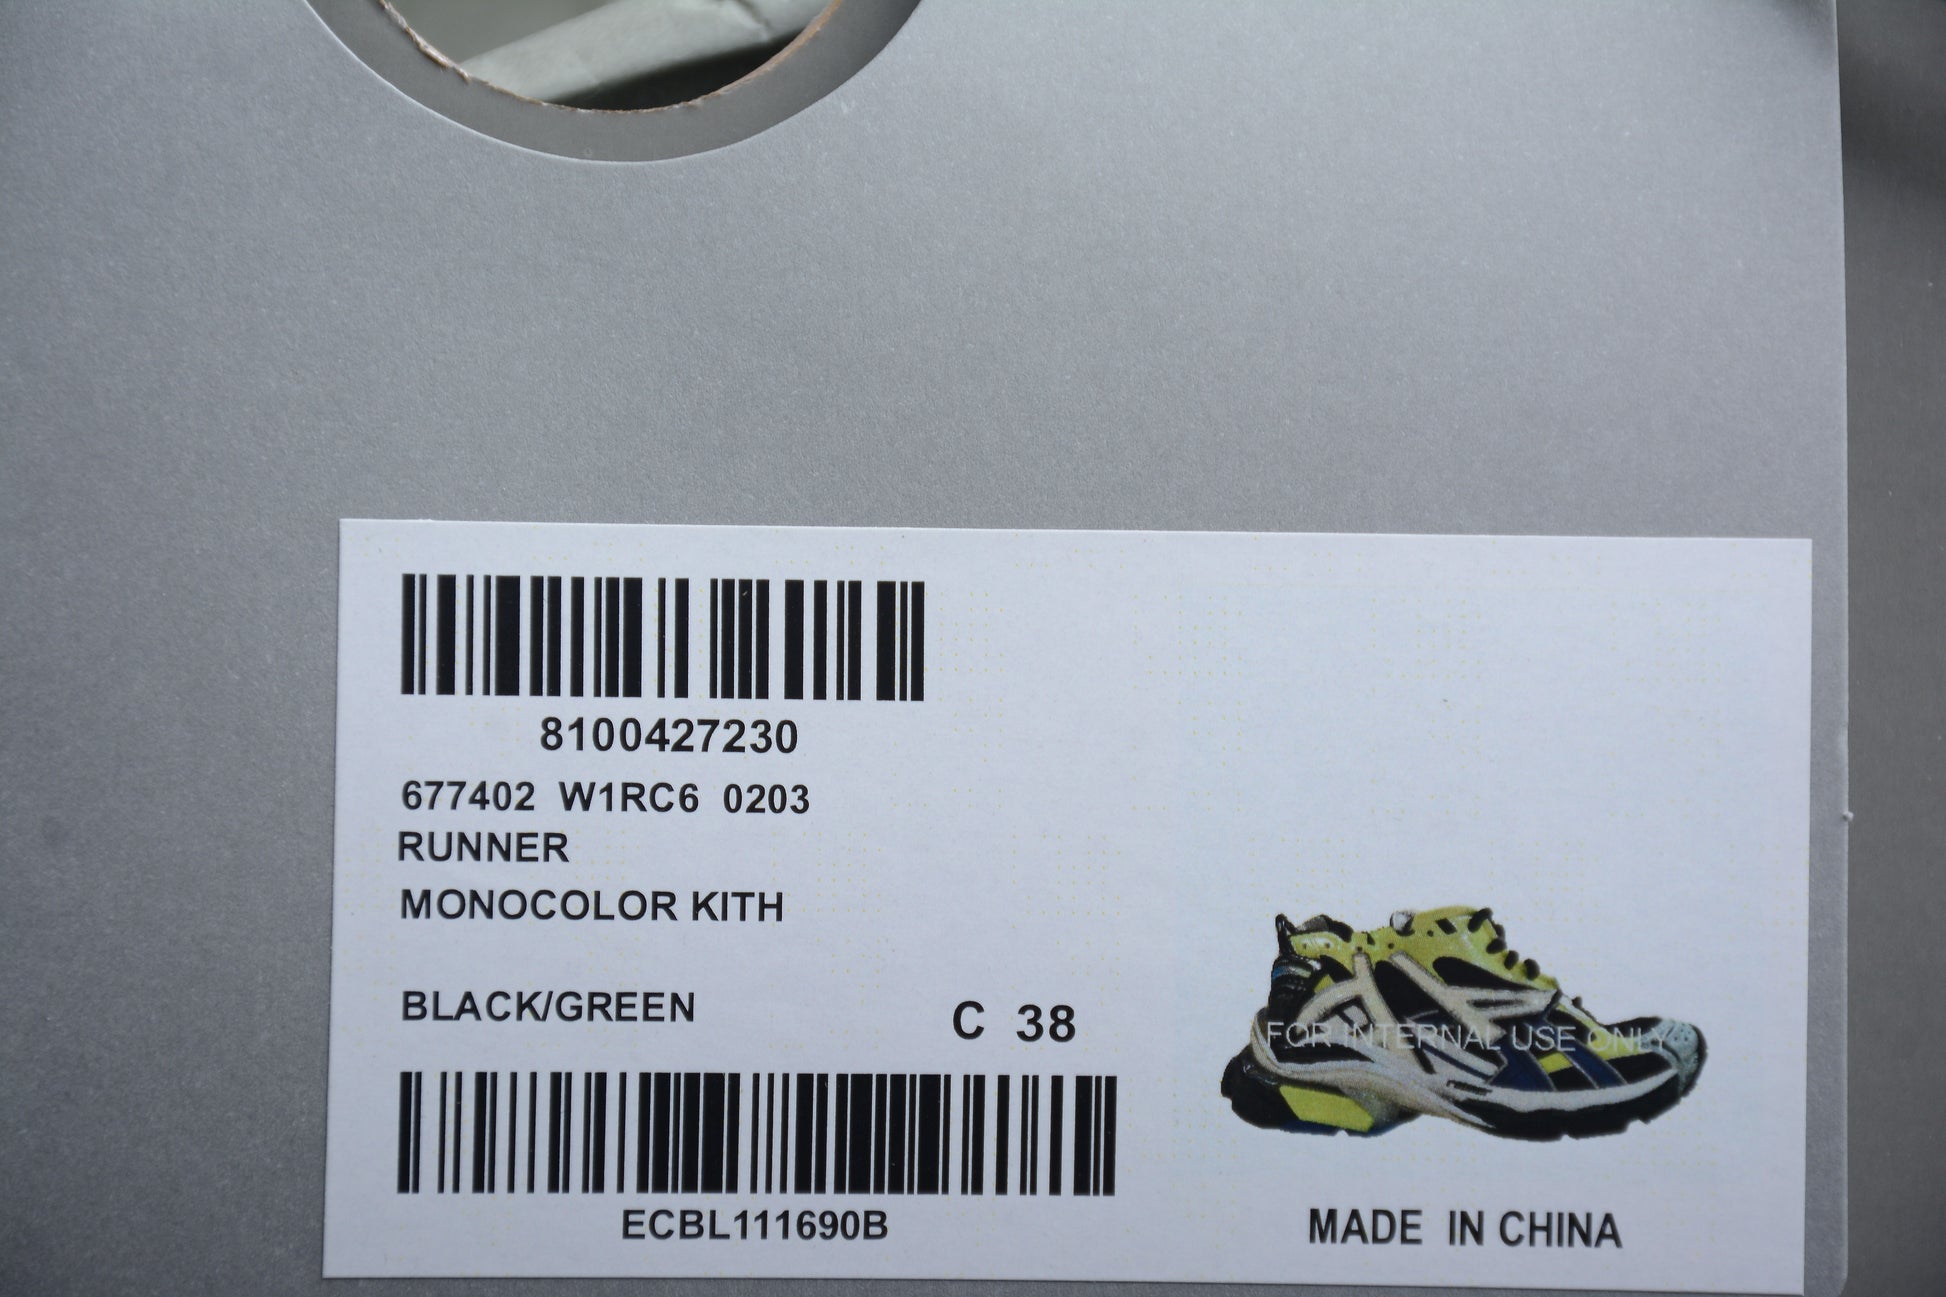 8100427230
677402 W1RC6 0203
RUNNER
MONOCOLOR KITH
BLACK/GREEN C 38
FOR INTERNAL USE ONLY
ECBL111690B
MADE IN CHINA